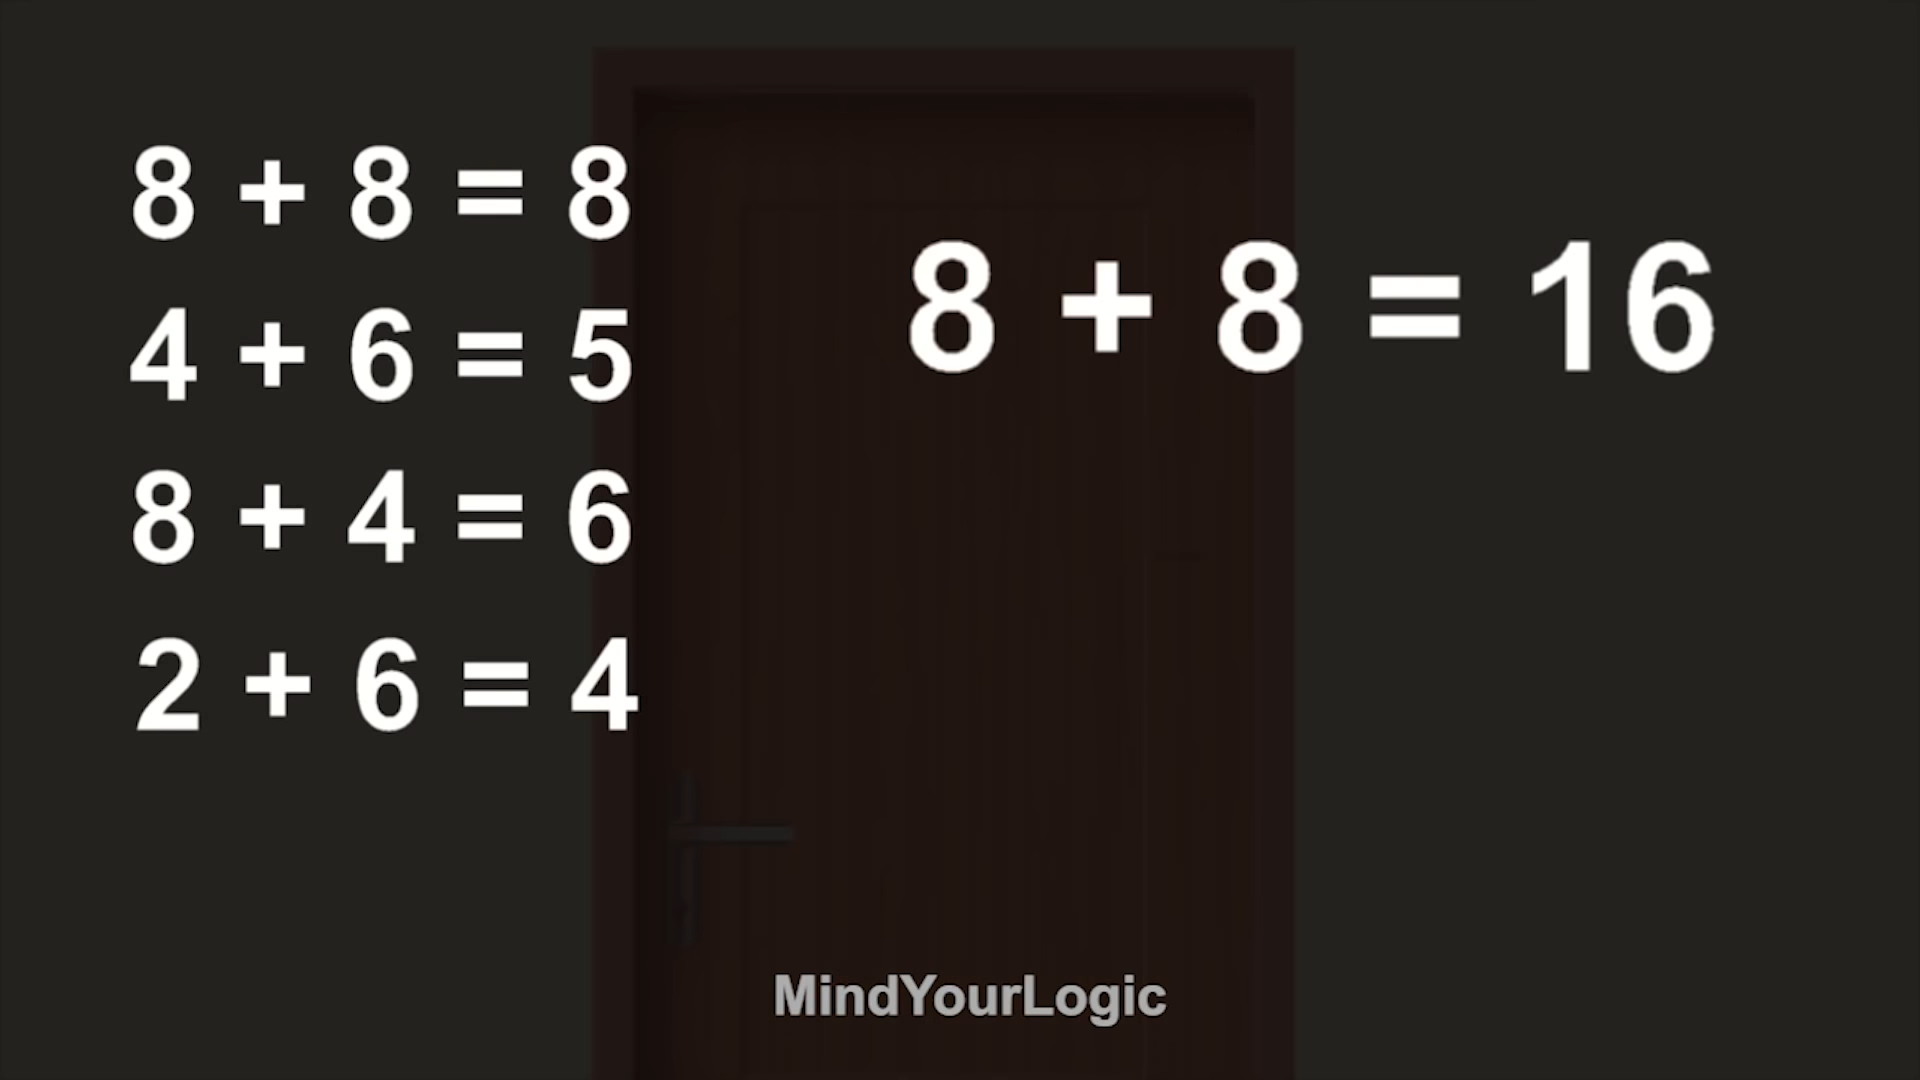 8 + 8 = 8
4 + 6 = 5
8 + 4 = 6
2 + 6 = 4
8 + 8 = 16
MindYourLogic